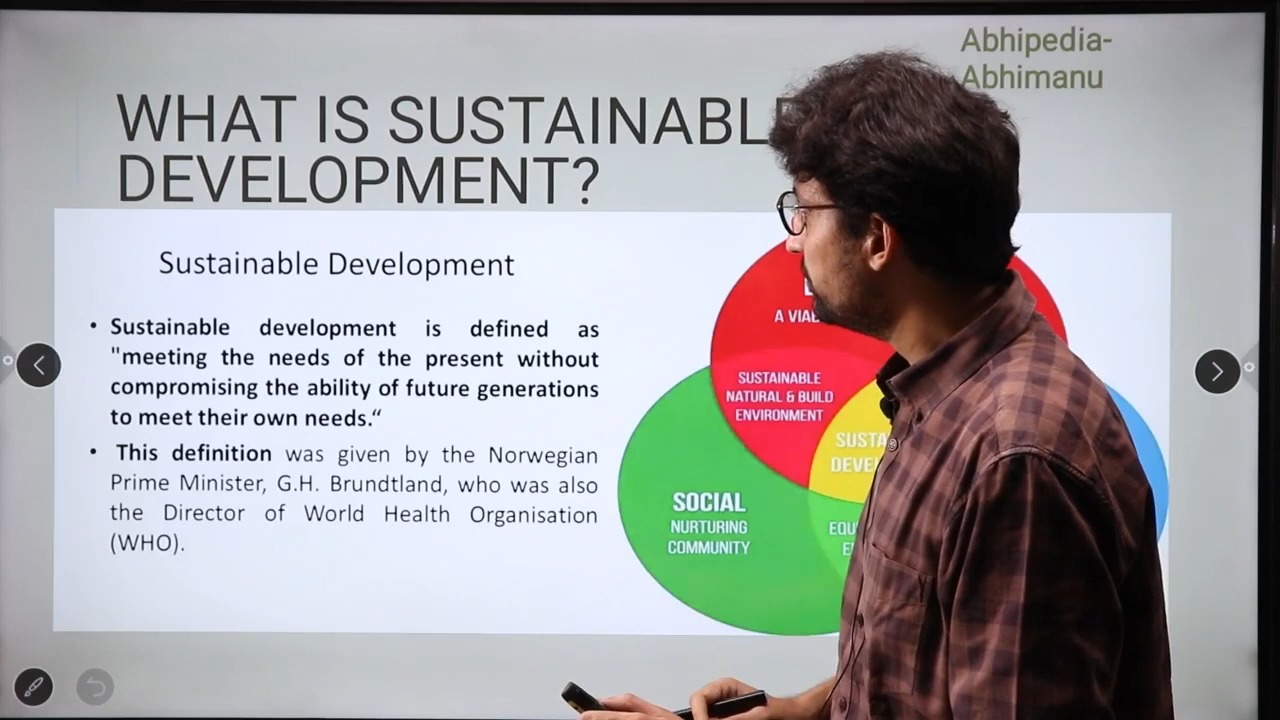 Abhipedia-
Abhimanu
WHAT IS SUSTAINABL
DEVELOPMENT?
Sustainable Development
• Sustainable development is defined as
"meeting the needs of the present without
compromising the ability of future generations
to meet their own needs.“
• This definition was given by the Norwegian
Prime Minister, G.H. Brundtland, who was also
the Director of World Health Organisation
(WHO).
A VIAB
SUSTAINABLE
NATURAL & BUILD
ENVIRONMENT
SUSTA
DEVE
SOCIAL
NURTURING
COMMUNITY
EQU